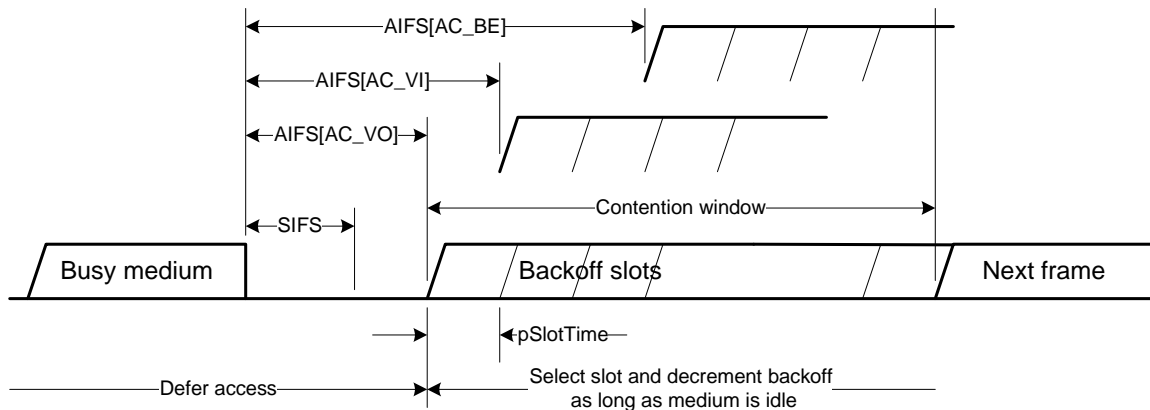 AIFS[AC_BE]
AIFS[AC_VI]
AIFS[AC_VO]
Contention window
SIFS
Busy medium
Backoff slots
Next frame
pSlotTime
Defer access
Select slot and decrement backoff
as long as medium is idle